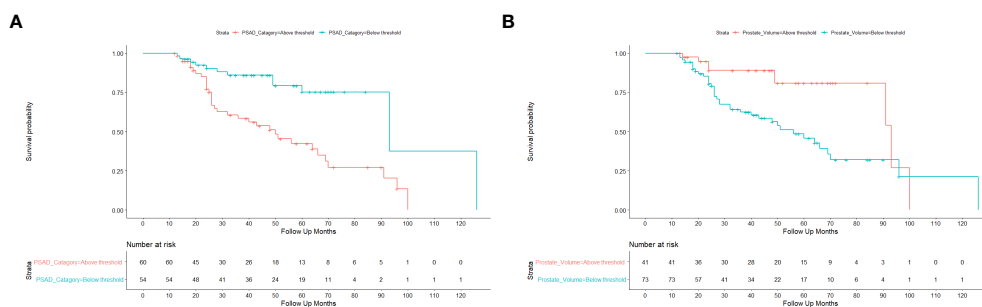 A
Strata PSAD_Catagory=Above threshold PSAD_Catagory=Below threshold
1.00
0.75
0.50
0.25
0.00
Survival probability
0 10 20 30 40 50 60 70 80 90 100 110 120
Follow Up Months
Number at risk
Strata
PSAD_Catagory=Above threshold 60 60 45 30 26 18 13 8 6 5 1 0 0
PSAD_Catagory=Below threshold 54 54 48 41 36 24 19 11 4 2 2 1 1
0 10 20 30 40 50 60 70 80 90 100 110 120
Follow Up Months
B
Strata Prostate_Volume=Above threshold Prostate_Volume=Below threshold
1.00
0.75
0.50
0.25
0.00
Survival probability
0 10 20 30 40 50 60 70 80 90 100 110 120
Follow Up Months
Number at risk
Strata
Prostate_Volume=Above threshold 41 41 36 30 28 20 15 9 4 3 1 0 0
Prostate_Volume=Below threshold 73 73 57 41 34 22 17 10 6 4 1 1 1
0 10 20 30 40 50 60 70 80 90 100 110 120
Follow Up Months